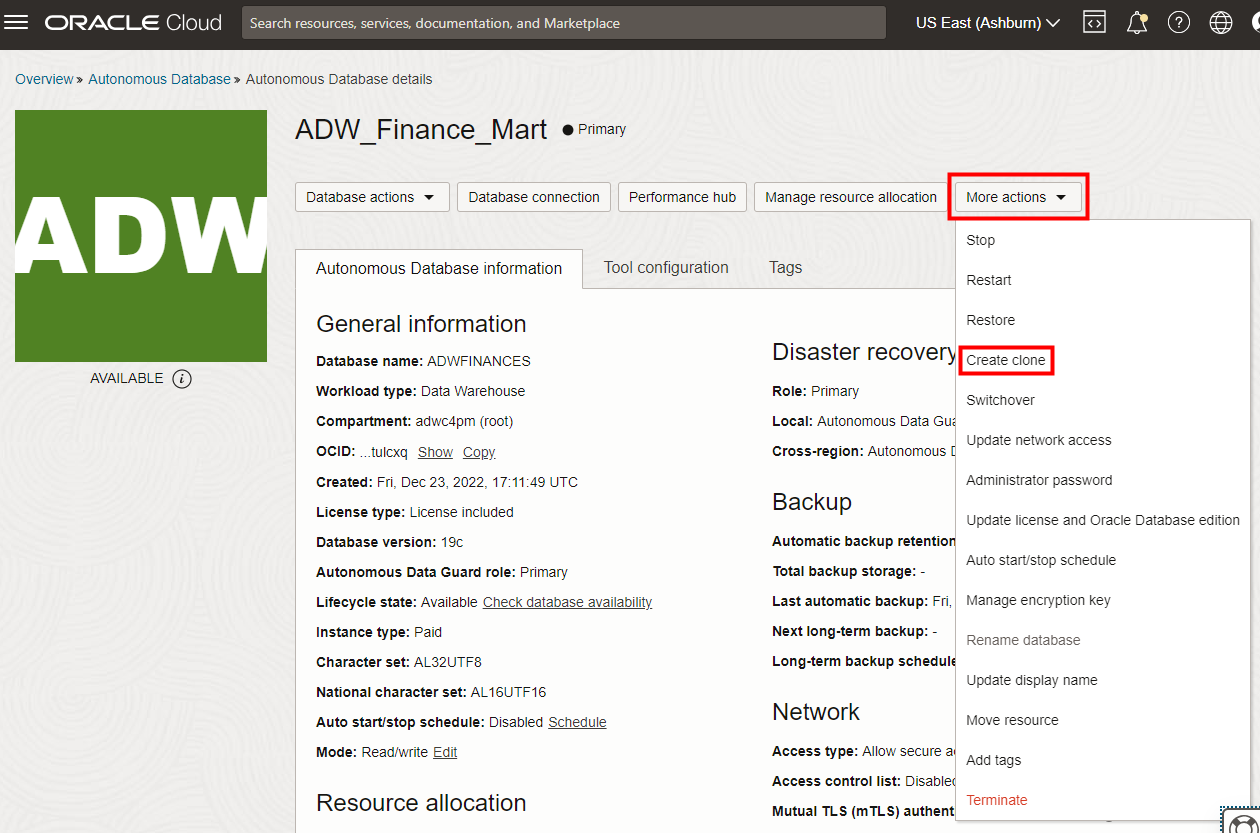 ORACLE Cloud
Search resources, services, documentation, and Marketplace
US East (Ashburn)
Overview » Autonomous Database » Autonomous Database details
ADW
AVAILABLE
ADW_Finance_Mart
Primary
Database actions
Database connection
Performance hub
Manage resource allocation
More actions
Stop
Restart
Restore
Create clone
Switchover
Update network access
Administrator password
Update license and Oracle Database edition
Auto start/stop schedule
Manage encryption key
Rename database
Update display name
Move resource
Add tags
Terminate
Autonomous Database information
Tool configuration
Tags
General information
Database name: ADWFINANCES
Workload type: Data Warehouse
Compartment: adwc4pm (root)
OCID: ...tulcxq Show Copy
Created: Fri, Dec 23, 2022, 17:11:49 UTC
License type: License included
Database version: 19c
Autonomous Data Guard role: Primary
Lifecycle state: Available Check database availability
Instance type: Paid
Character set: AL32UTF8
National character set: AL16UTF16
Auto start/stop schedule: Disabled Schedule
Mode: Read/write Edit
Resource allocation
Disaster recovery
Role: Primary
Local: Autonomous Data Gua
Cross-region: Autonomous D
Backup
Automatic backup retention
Total backup storage: -
Last automatic backup: Fri,
Next long-term backup: -
Long-term backup schedule
Network
Access type: Allow secure a
Access control list: Disabled
Mutual TLS (mTLS) authent